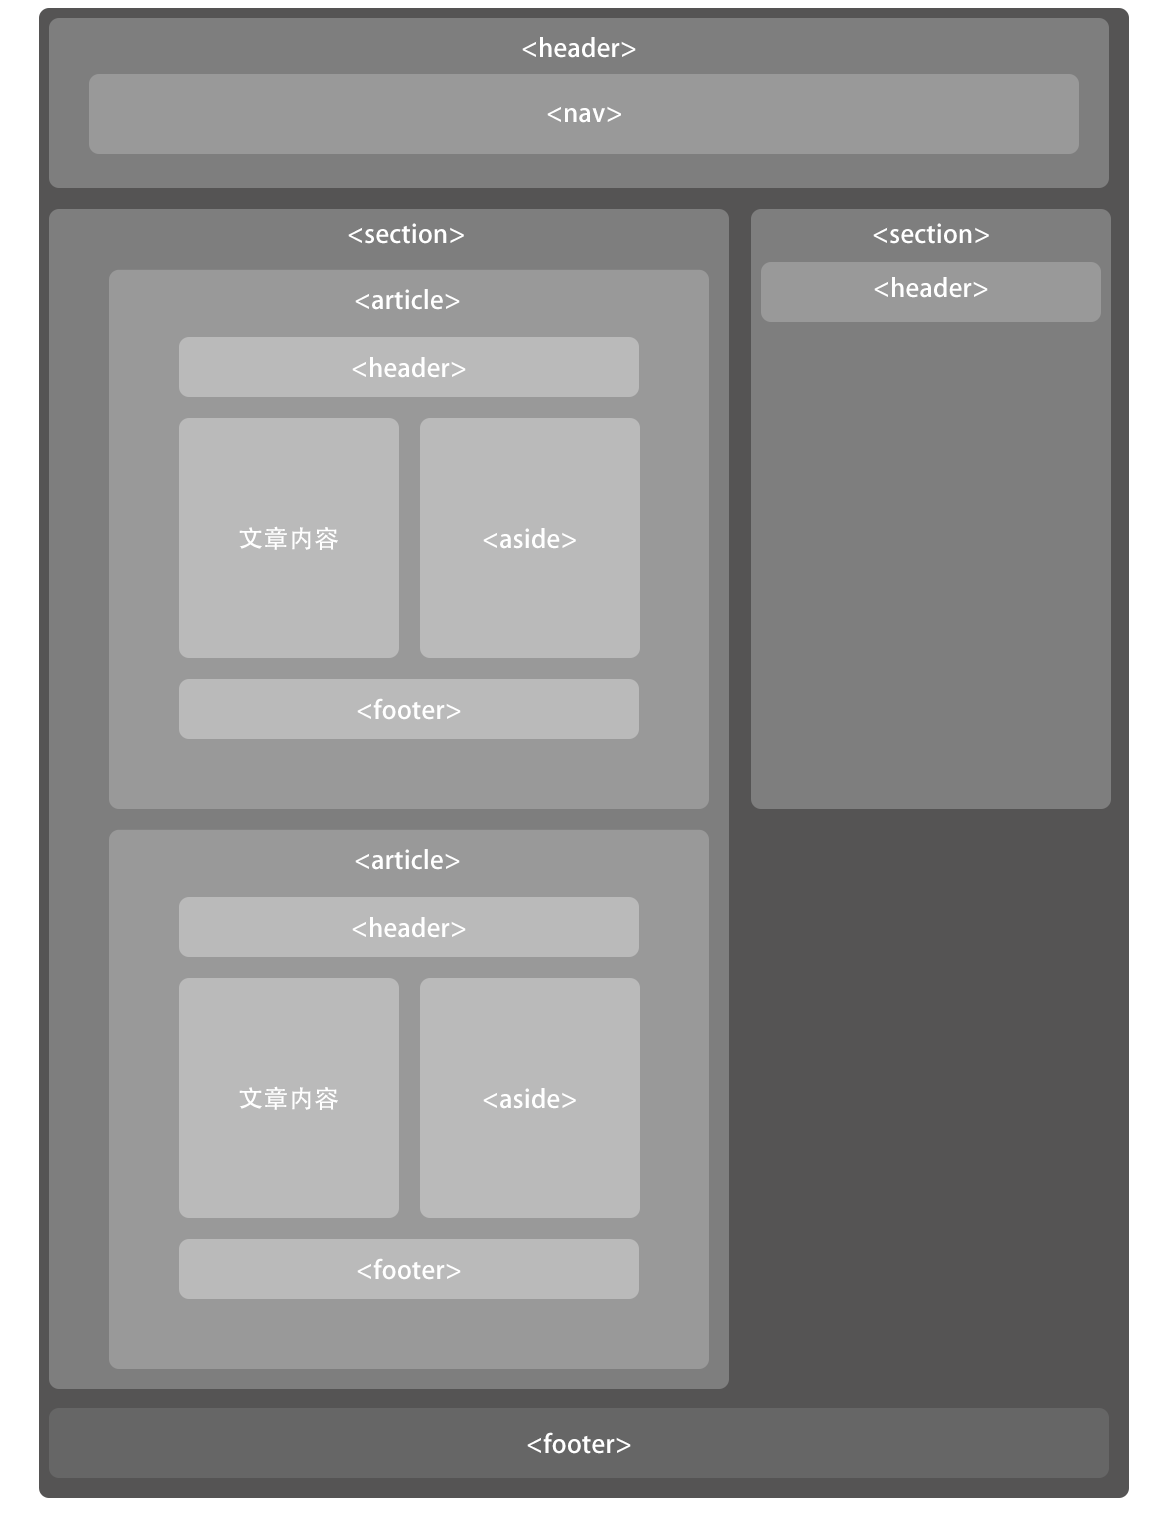 <header>
<nav>
<section>
<article>
<header>
文章内容
<aside>
<footer>
<article>
<header>
文章内容
<aside>
<footer>
<section>
<header>
<footer>